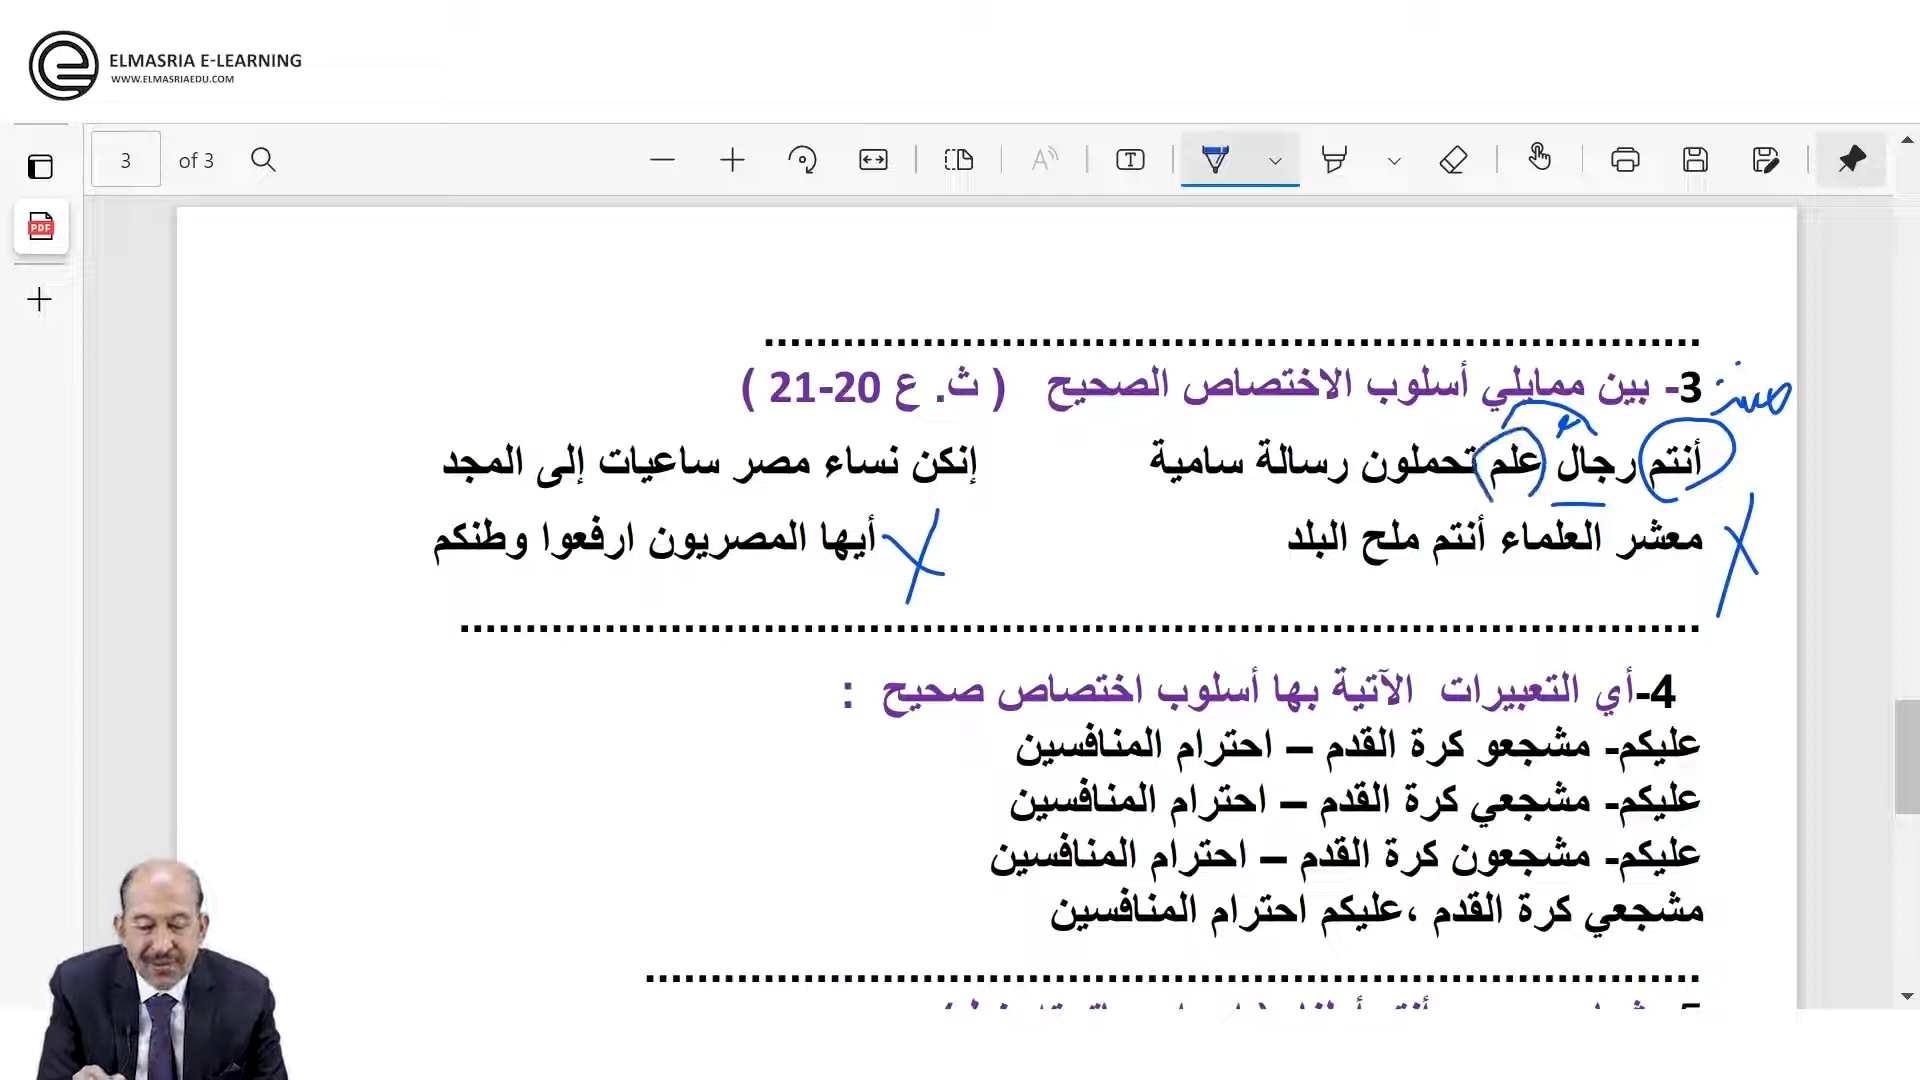 ELMASRIA E-LEARNING
WWW.ELMASRIAEDU.COM
3 of 3
PDF
3- بين ممايلي أسلوب الاختصاص الصحيح ( ث. ع 20-21 )
أنتم رجال علم تحملون رسالة سامية إنكن نساء مصر ساعيات إلى المجد
معشر العلماء أنتم ملح البلد أيها المصريون ارفعوا وطنكم
4-أي التعبيرات الآتية بها أسلوب اختصاص صحيح :
عليكم- مشجعو كرة القدم – احترام المنافسين
عليكم- مشجعي كرة القدم – احترام المنافسين
عليكم- مشجعون كرة القدم – احترام المنافسين
مشجعي كرة القدم ،عليكم احترام المنافسين